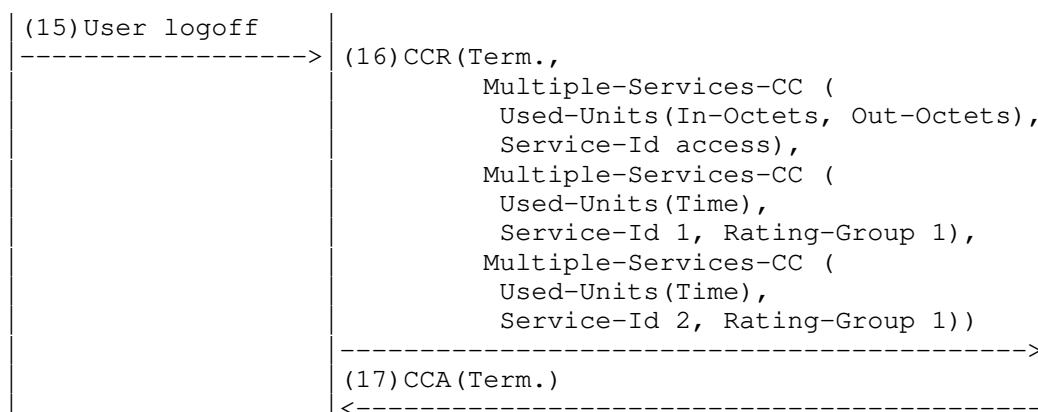 (15)User logoff
(16)CCR(Term.,
Multiple-Services-CC (
Used-Units(In-Octets, Out-Octets),
Service-Id access),
Multiple-Services-CC (
Used-Units(Time),
Service-Id 1, Rating-Group 1),
Multiple-Services-CC (
Used-Units(Time),
Service-Id 2, Rating-Group 1))
(17)CCA(Term.)